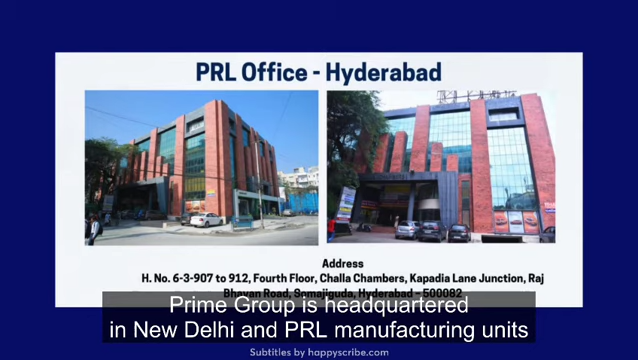 PRL Office - Hyderabad
Address
H. No. 6-3-907 to 912, Fourth Floor, Challa Chambers, Kapadia Lane Junction, Raj
Bhavan Road, Somajiguda, Hyderabad - 500082
Prime Group is headquartered
in New Delhi and PRL manufacturing units
Subtitles by happyscribe.com